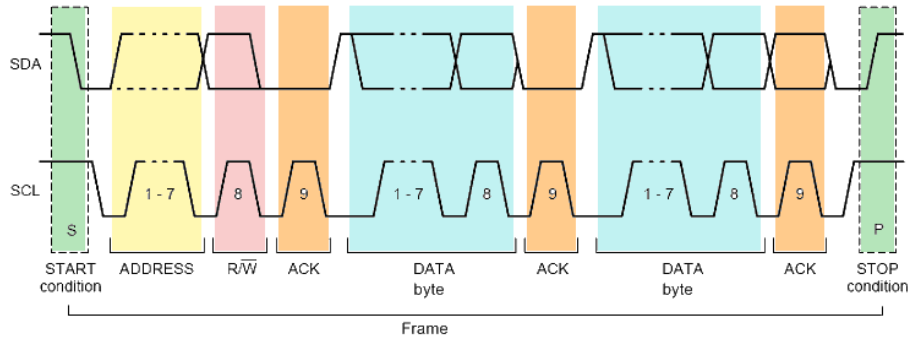 SDA
SCL
1 - 7
8
9
1 - 7
8
9
1 - 7
8
9
S
P
START
condition
ADDRESS
R/W̅
ACK
DATA
byte
ACK
DATA
byte
ACK
STOP
condition
Frame